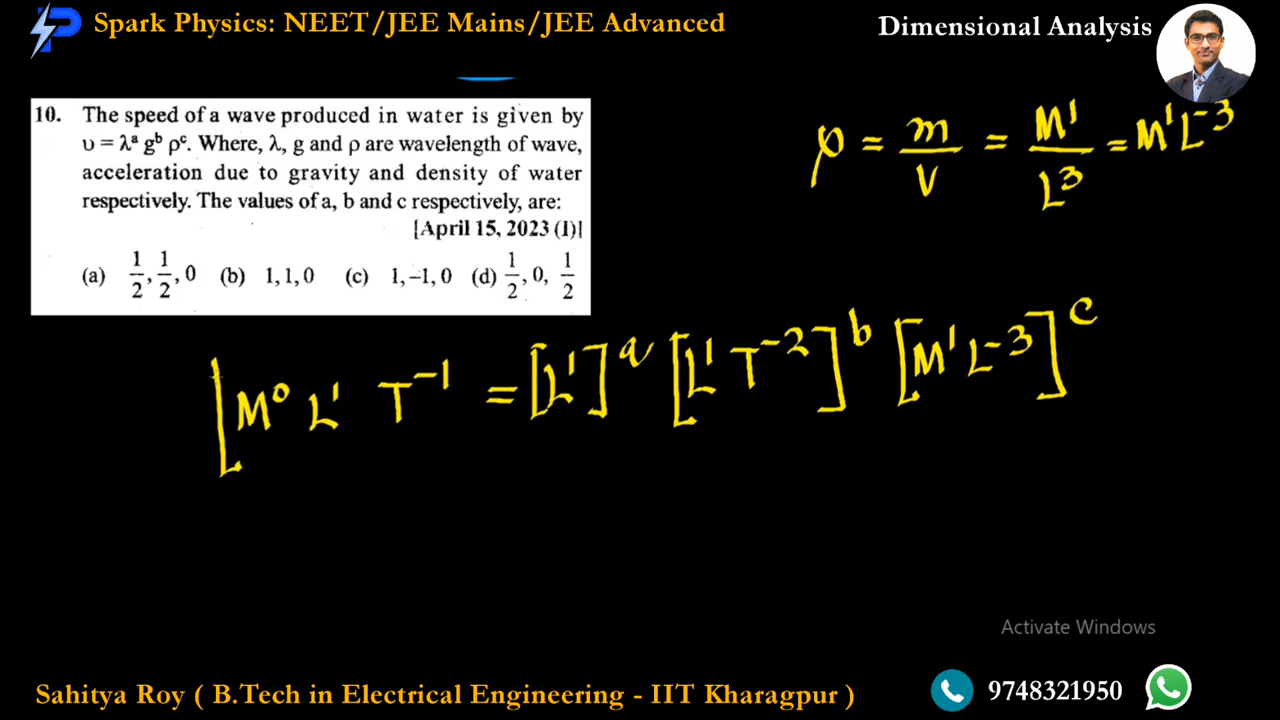 Spark Physics: NEET/JEE Mains/JEE Advanced
Dimensional Analysis
10. The speed of a wave produced in water is given by
υ = λᵃ gᵇ ρᶜ. Where, λ, g and ρ are wavelength of wave,
acceleration due to gravity and density of water
respectively. The values of a, b and c respectively, are:
[April 15, 2023 (I)]
(a) 1/2, 1/2, 0 (b) 1, 1, 0 (c) 1, –1, 0 (d) 1/2, 0, 1/2
ρ = m/V = M¹/L³ = M¹L⁻³
[M⁰ L¹ T⁻¹ = [L¹]ᵃ [L¹ T⁻²]ᵇ [M¹ L⁻³]ᶜ
Activate Windows
Sahitya Roy ( B.Tech in Electrical Engineering - IIT Kharagpur )
9748321950